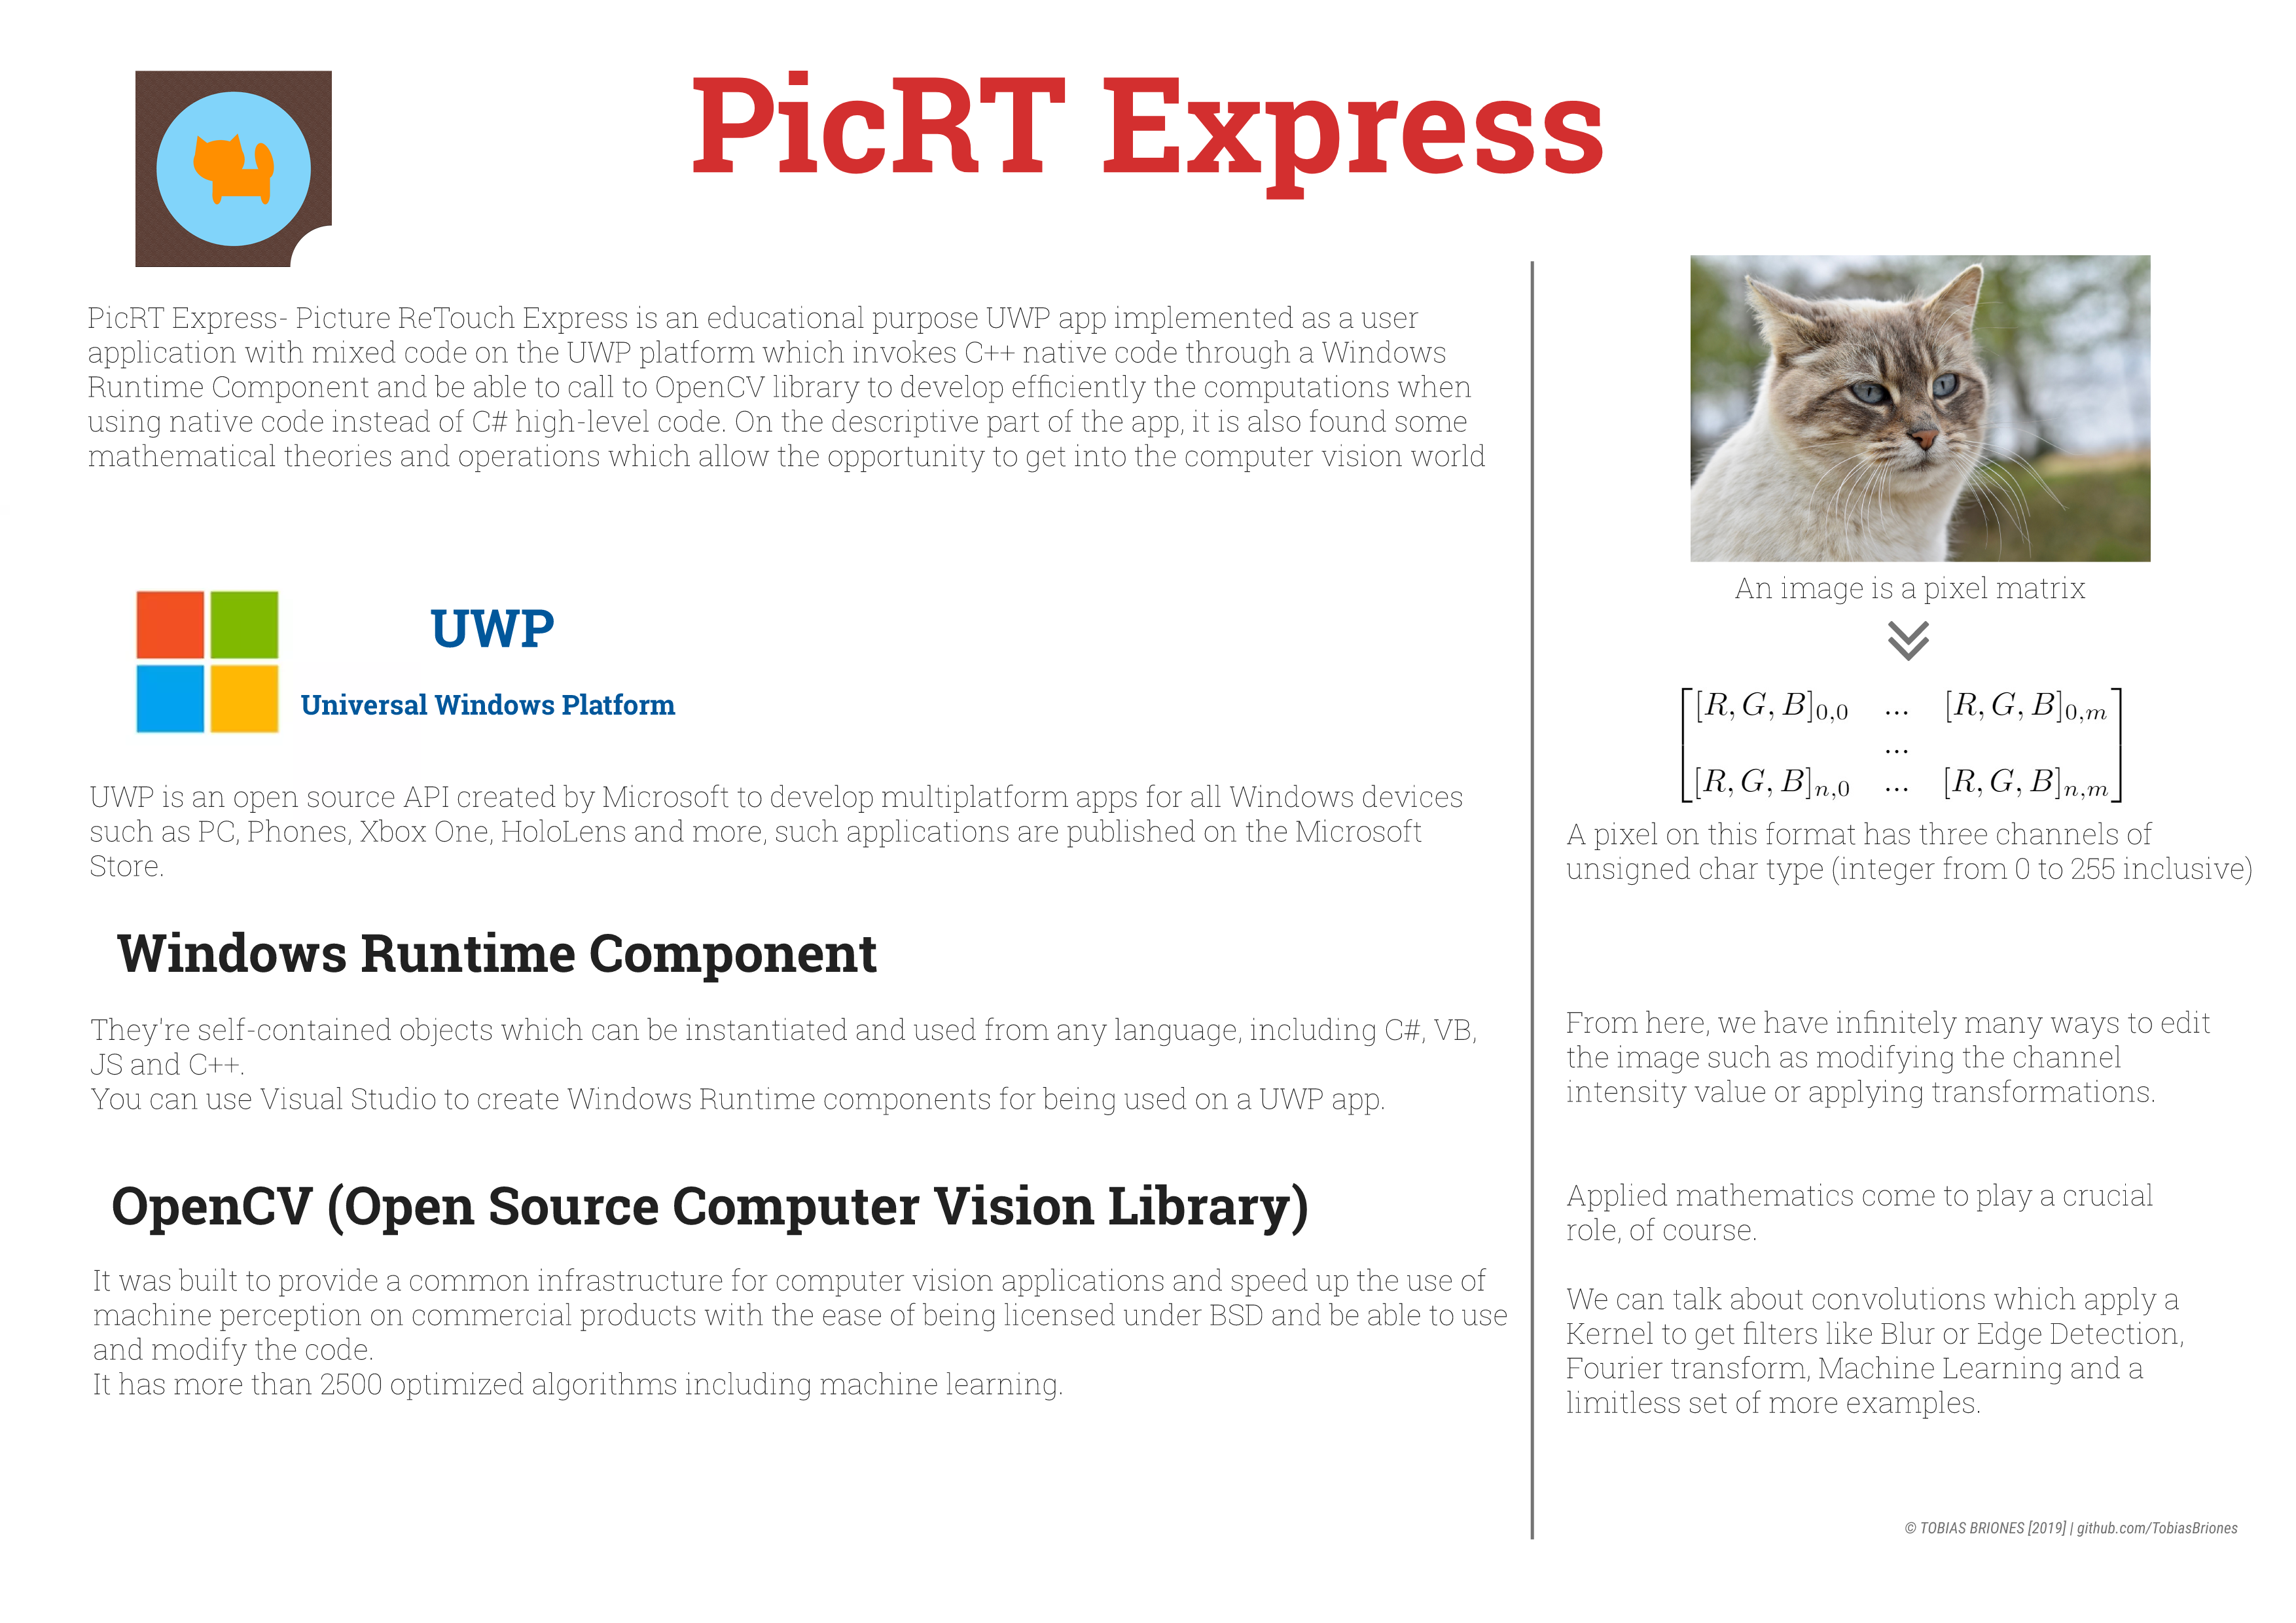 PicRT Express
PicRT Express- Picture ReTouch Express is an educational purpose UWP app implemented as a user
application with mixed code on the UWP platform which invokes C++ native code through a Windows
Runtime Component and be able to call to OpenCV library to develop efficiently the computations when
using native code instead of C# high-level code. On the descriptive part of the app, it is also found some
mathematical theories and operations which allow the opportunity to get into the computer vision world
UWP
Universal Windows Platform
UWP is an open source API created by Microsoft to develop multiplatform apps for all Windows devices
such as PC, Phones, Xbox One, HoloLens and more, such applications are published on the Microsoft
Store.
Windows Runtime Component
They're self-contained objects which can be instantiated and used from any language, including C#, VB,
JS and C++.
You can use Visual Studio to create Windows Runtime components for being used on a UWP app.
OpenCV (Open Source Computer Vision Library)
It was built to provide a common infrastructure for computer vision applications and speed up the use of
machine perception on commercial products with the ease of being licensed under BSD and be able to use
and modify the code.
It has more than 2500 optimized algorithms including machine learning.
An image is a pixel matrix
[R, G, B]0,0 ... [R, G, B]0,m
...
[R, G, B]n,0 ... [R, G, B]n,m
A pixel on this format has three channels of
unsigned char type (integer from 0 to 255 inclusive)
From here, we have infinitely many ways to edit
the image such as modifying the channel
intensity value or applying transformations.
Applied mathematics come to play a crucial
role, of course.
We can talk about convolutions which apply a
Kernel to get filters like Blur or Edge Detection,
Fourier transform, Machine Learning and a
limitless set of more examples.
© TOBIAS BRIONES [2019] | github.com/TobiasBriones